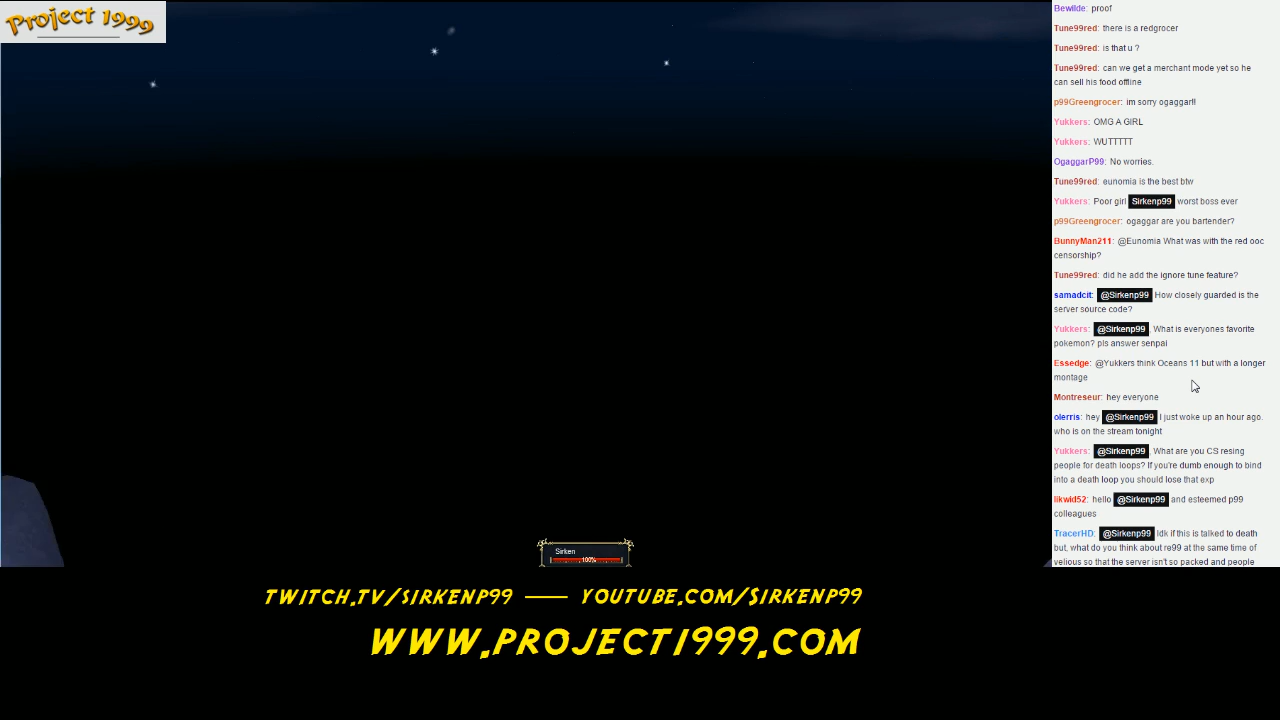 Project 1999
Bewilde: proof
Tune99red: there is a redgrocer
Tune99red: is that u ?
Tune99red: can we get a merchant mode yet so he
can sell his food offline
p99Greengrocer: im sorry ogaggar!!
Yukkers: OMG A GIRL
Yukkers: WUTTTTT
OgaggarP99: No worries.
Tune99red: eunomia is the best btw
Yukkers: Poor girl Sirkenp99 worst boss ever
p99Greengrocer: ogaggar are you bartender?
BunnyMan211: @Eunomia What was with the red ooc
censorship?
Tune99red: did he add the ignore tune feature?
samadcit: @Sirkenp99 How closely guarded is the
server source code?
Yukkers: @Sirkenp99. What is everyones favorite
pokemon? pls answer senpai
Essedge: @Yukkers think Oceans 11 but with a longer
montage
Montreseur: hey everyone
olerris: hey @Sirkenp99 I just woke up an hour ago.
who is on the stream tonight
Yukkers: @Sirkenp99. What are you CS resing
people for death loops? If you're dumb enough to bind
into a death loop you should lose that exp
likwid52: hello @Sirkenp99 and esteemed p99
colleagues
TracerHD: @Sirkenp99 Idk if this is talked to death
but, what do you think about re99 at the same time of
velious so that the server isn't so packed and people
Sirken
100%
TWITCH.TV/SIRKENP99 —— YOUTUBE.COM/SIRKENP99
WWW.PROJECT1999.COM